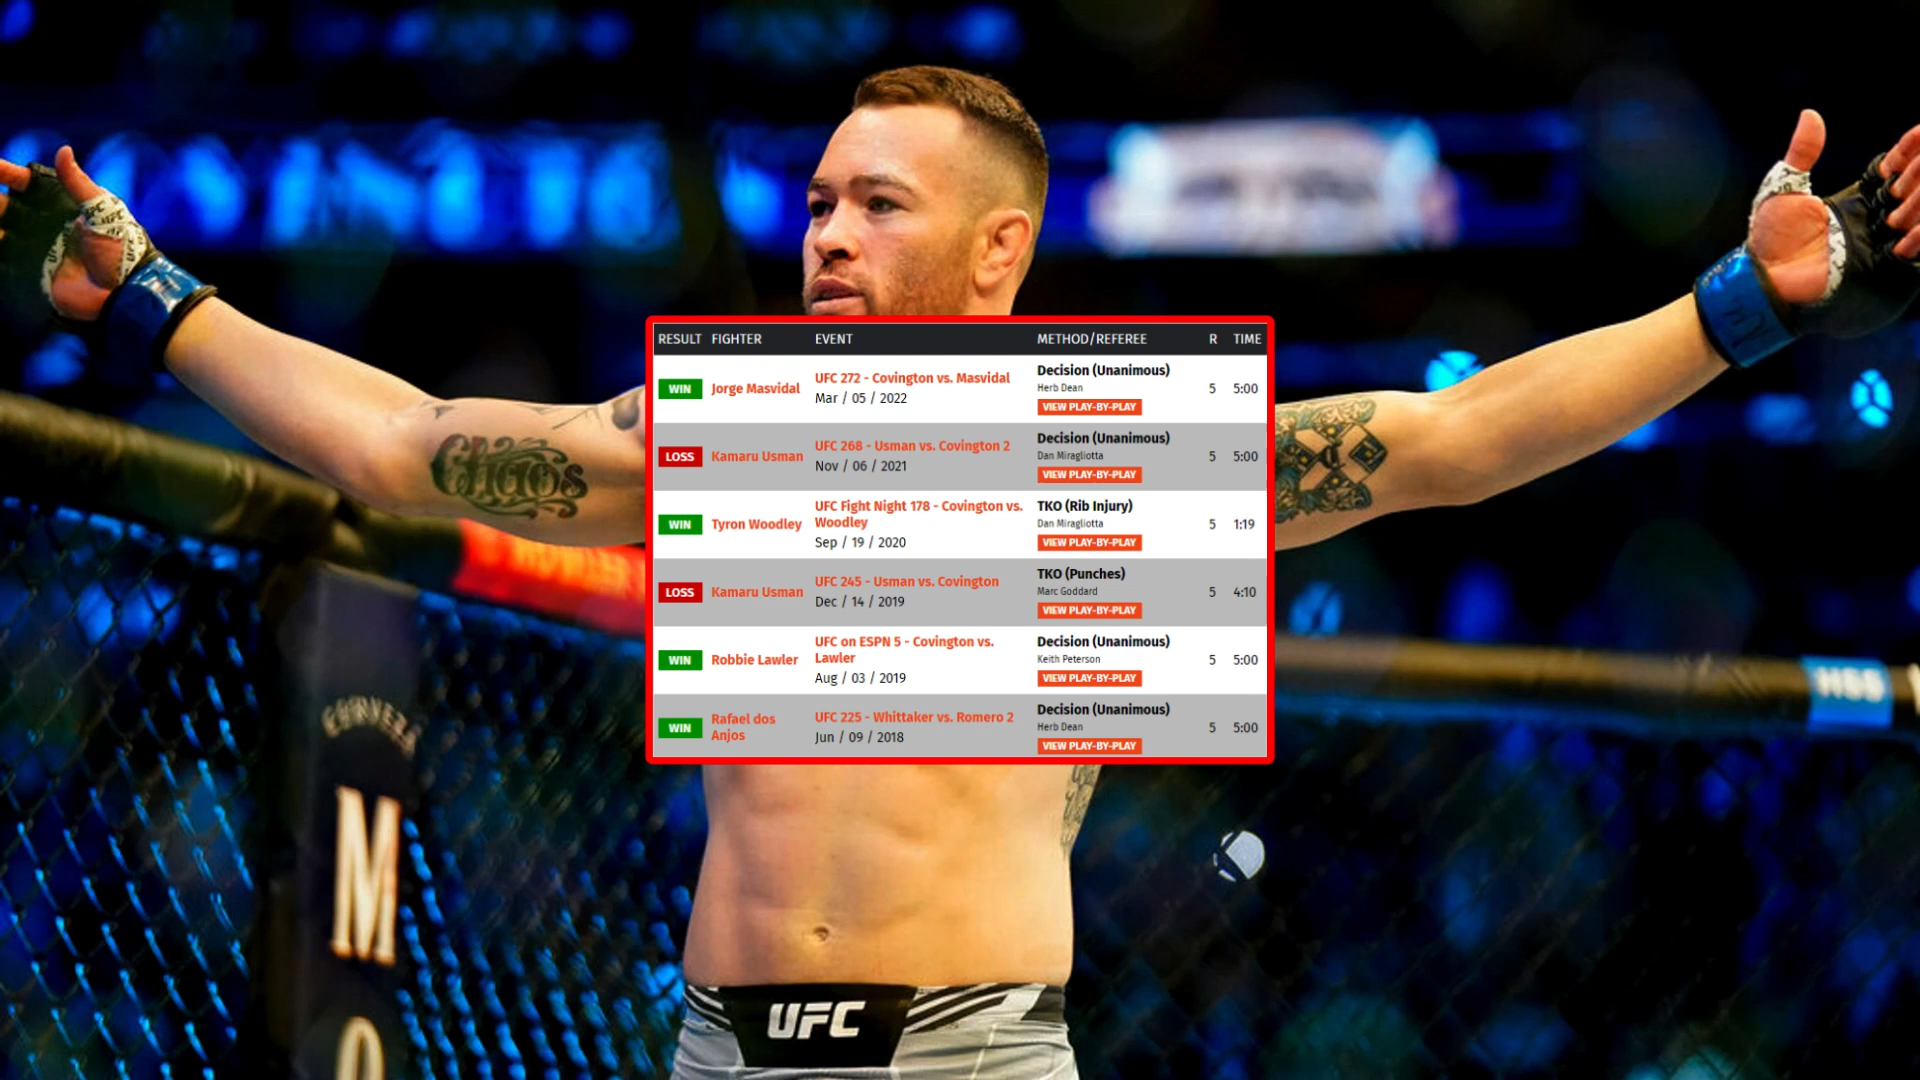 Chaos
RESULT FIGHTER EVENT METHOD/REFEREE R TIME
WIN Jorge Masvidal UFC 272 - Covington vs. Masvidal Mar / 05 / 2022 Decision (Unanimous) Herb Dean VIEW PLAY-BY-PLAY 5 5:00
LOSS Kamaru Usman UFC 268 - Usman vs. Covington 2 Nov / 06 / 2021 Decision (Unanimous) Dan Miragliotta VIEW PLAY-BY-PLAY 5 5:00
WIN Tyron Woodley UFC Fight Night 178 - Covington vs. Woodley Sep / 19 / 2020 TKO (Rib Injury) Dan Miragliotta VIEW PLAY-BY-PLAY 5 1:19
LOSS Kamaru Usman UFC 245 - Usman vs. Covington Dec / 14 / 2019 TKO (Punches) Marc Goddard VIEW PLAY-BY-PLAY 5 4:10
WIN Robbie Lawler UFC on ESPN 5 - Covington vs. Lawler Aug / 03 / 2019 Decision (Unanimous) Keith Peterson VIEW PLAY-BY-PLAY 5 5:00
WIN Rafael dos Anjos UFC 225 - Whittaker vs. Romero 2 Jun / 09 / 2018 Decision (Unanimous) Herb Dean VIEW PLAY-BY-PLAY 5 5:00
CERVEZA
MO
UFC